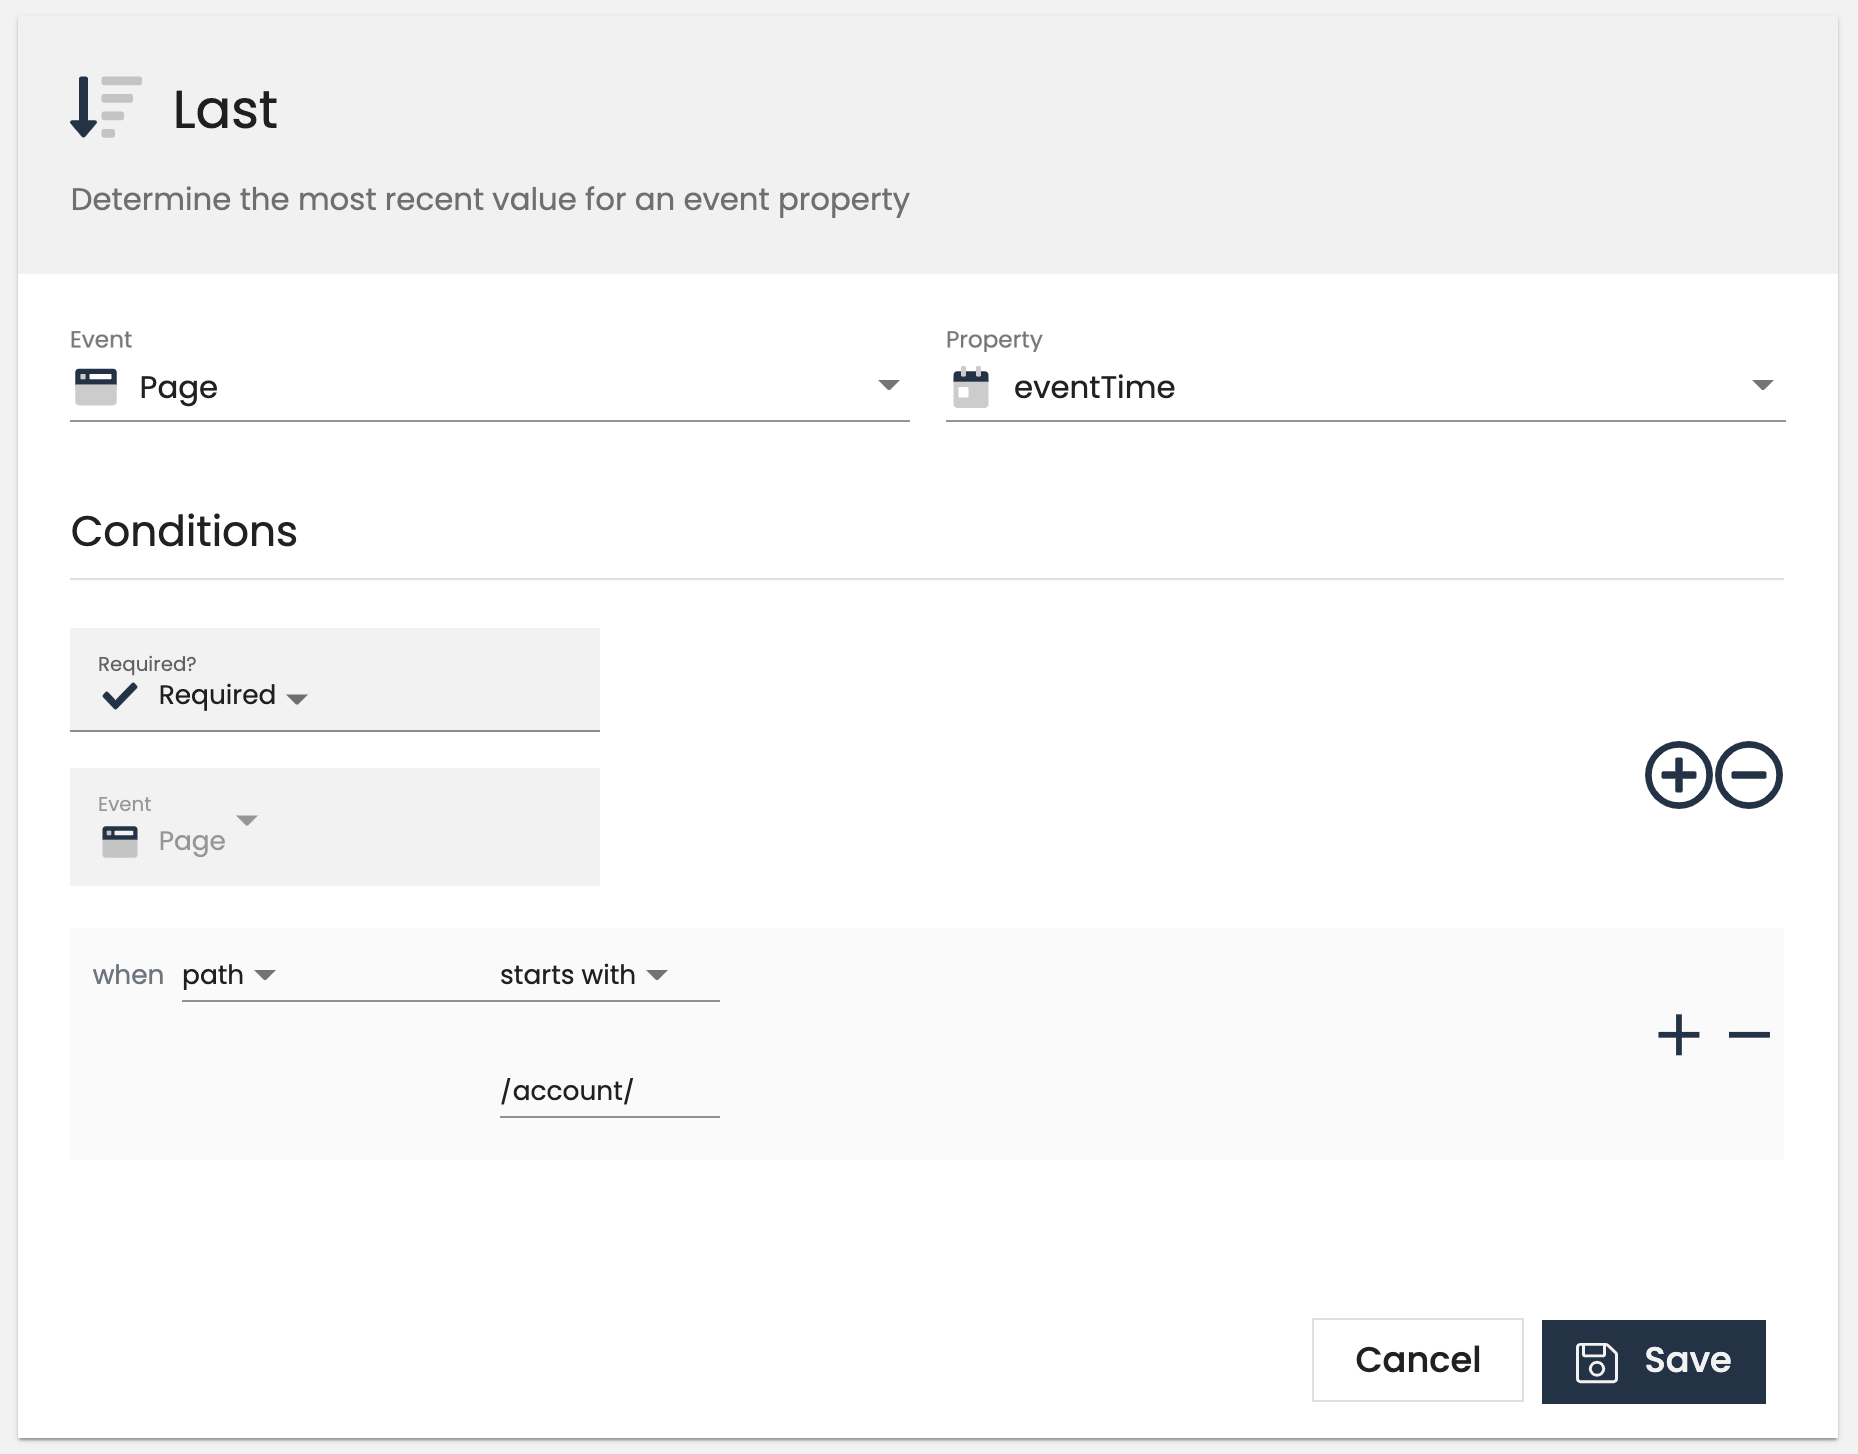 Last
Determine the most recent value for an event property
Event
Page
Property
eventTime
Conditions
Required?
Required
Event
Page
when path starts with
/account/
Cancel
Save